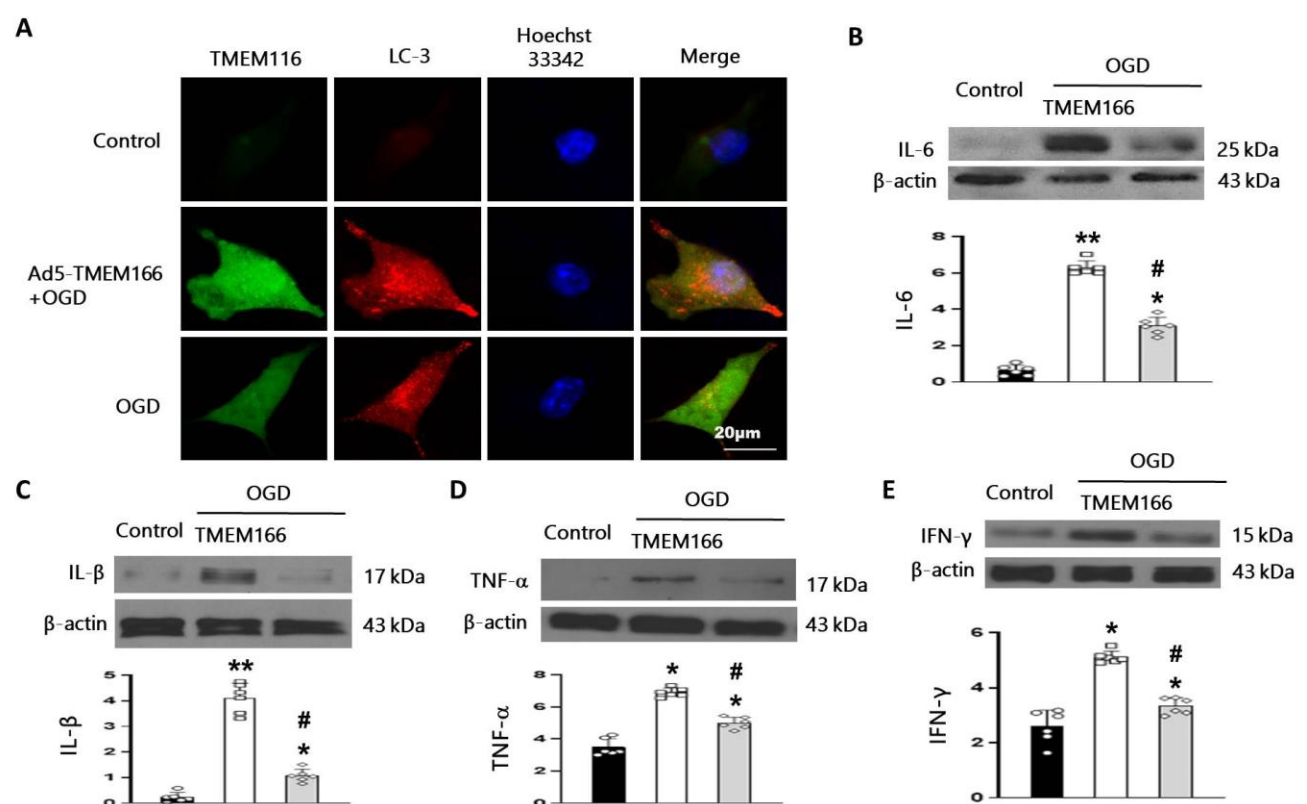 A
TMEM116 LC-3 Hoechst 33342 Merge
Control
Ad5-TMEM166
+OGD
OGD
20μm
B
OGD
Control
TMEM166
IL-6 25 kDa
β-actin 43 kDa
8
6
4
2
0
IL-6
**
#
*
C
OGD
Control TMEM166
IL-β 17 kDa
β-actin 43 kDa
5
4
3
2
1
0
IL-β
**
#
*
D
OGD
Control
TMEM166
TNF-α 17 kDa
β-actin 43 kDa
8
6
4
2
0
TNF-α
*
#
*
E
OGD
Control
TMEM166
IFN-γ 15 kDa
β-actin 43 kDa
6
4
2
0
IFN-γ
*
#
*